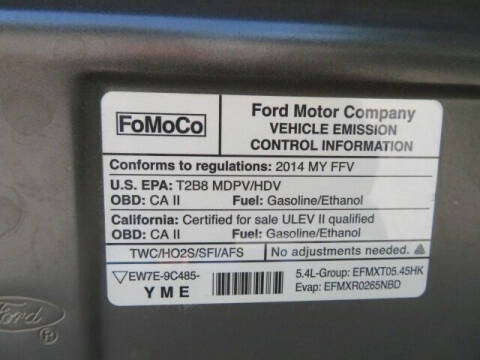 FoMoCo
Ford Motor Company
VEHICLE EMISSION
CONTROL INFORMATION
Conforms to regulations: 2014 MY FFV
U.S. EPA: T2B8 MDPV/HDV
OBD: CA II Fuel: Gasoline/Ethanol
California: Certified for sale ULEV II qualified
OBD: CA II Fuel: Gasoline/Ethanol
TWC/HO2S/SFI/AFS No adjustments needed.
EW7E-9C485-
YME
5.4L-Group: EFMXT05.45HK
Evap: EFMXR0265NBD
Ford
®